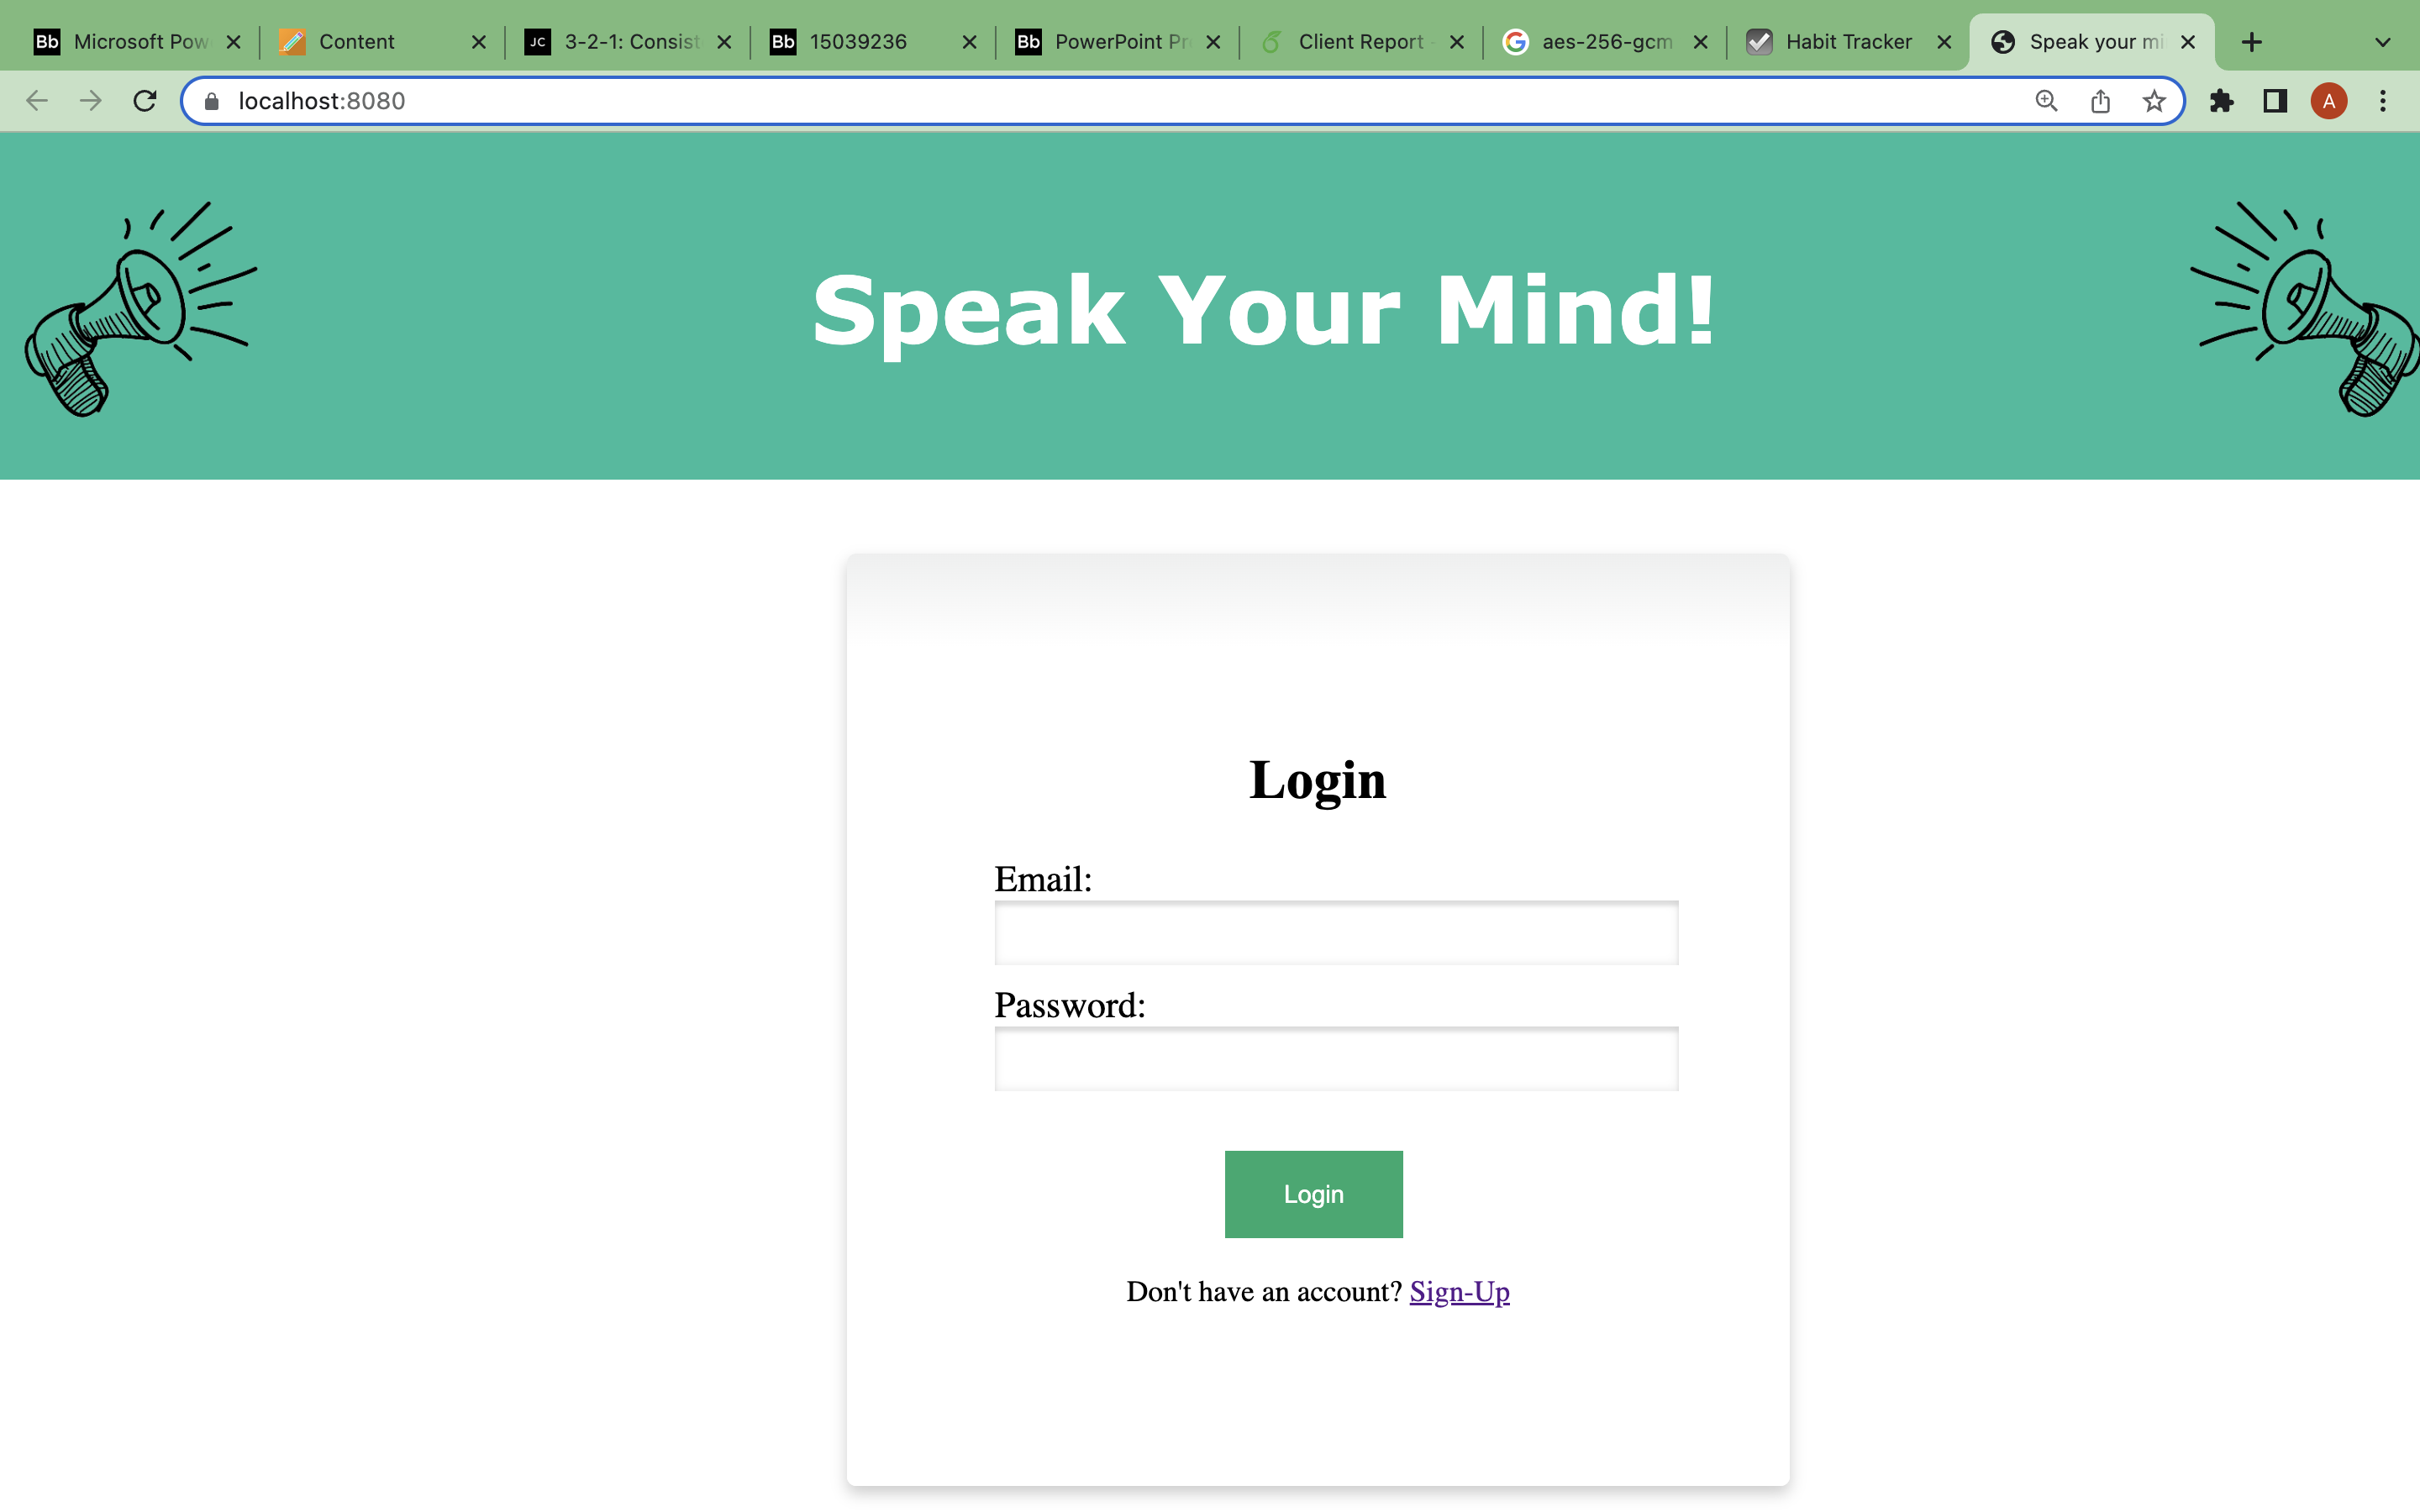 Bb Microsoft Pow Content JC 3-2-1: Consist Bb 15039236 Bb PowerPoint Pr Client Report G aes-256-gcm Habit Tracker Speak your mi
localhost:8080 A
Speak Your Mind!
Login
Email:
Password:
Login
Don't have an account? Sign-Up